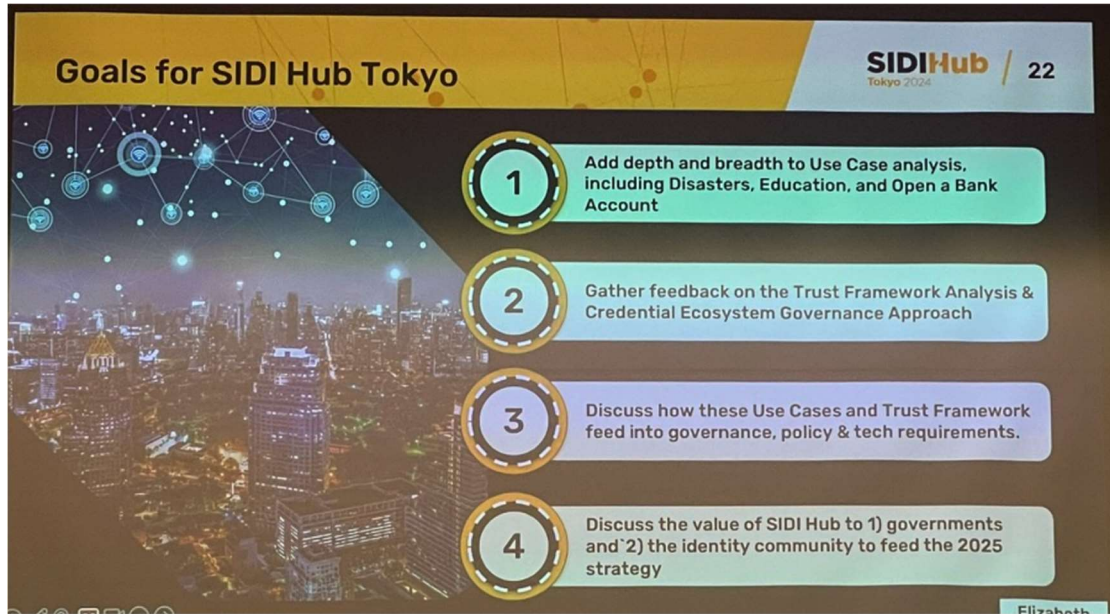 Goals for SIDI Hub Tokyo
SIDIHub
Tokyo 2024
22
1
Add depth and breadth to Use Case analysis,
including Disasters, Education, and Open a Bank
Account
2
Gather feedback on the Trust Framework Analysis &
Credential Ecosystem Governance Approach
3
Discuss how these Use Cases and Trust Framework
feed into governance, policy & tech requirements.
4
Discuss the value of SIDI Hub to 1) governments
and`2) the identity community to feed the 2025
strategy
Elizabeth